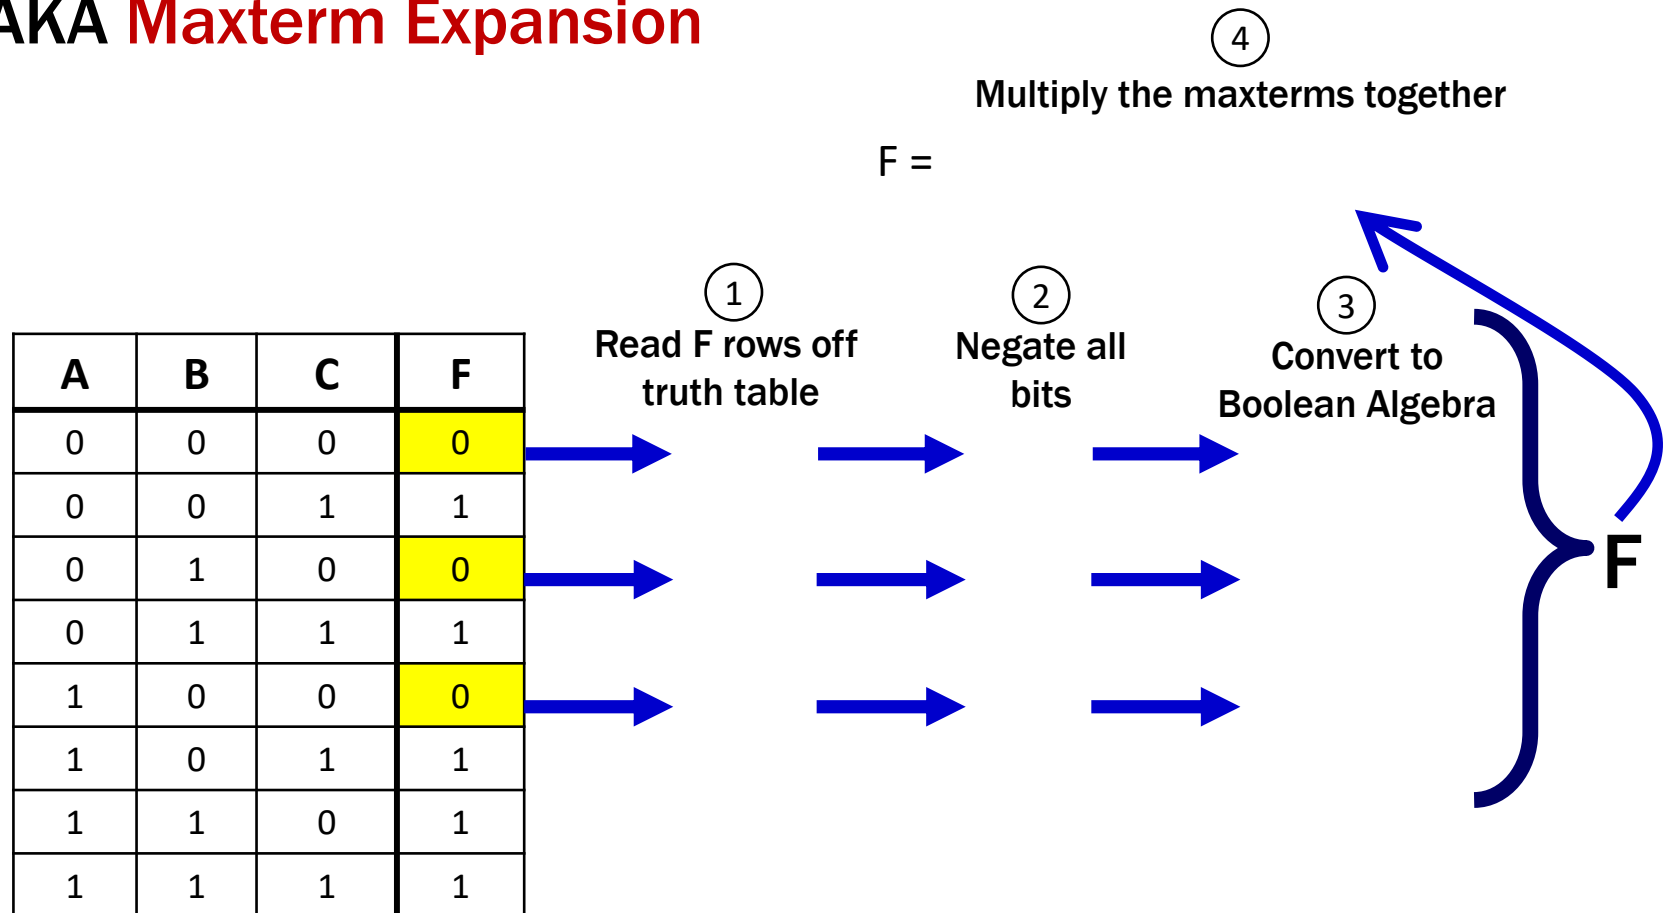 AKA Maxterm Expansion
4
Multiply the maxterms together
F =
1
Read F rows off
truth table
2
Negate all
bits
3
Convert to
Boolean Algebra
A B C F
0 0 0 0
0 0 1 1
0 1 0 0
0 1 1 1
1 0 0 0
1 0 1 1
1 1 0 1
1 1 1 1
F